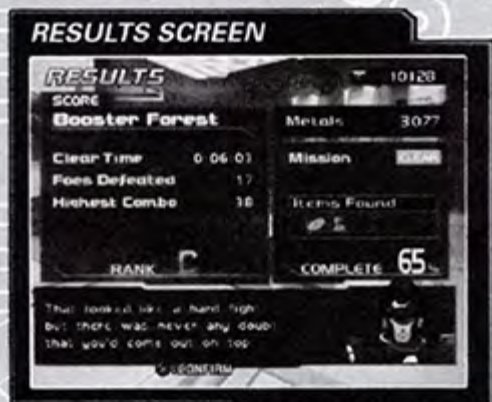 RESULTS SCREEN
RESULTS
10128
SCORE
Booster Forest
Metals 3077
Clear Time 0:06:03
Mission CLEAR
Foes Defeated 17
Highest Combo 38
Items Found
RANK C
COMPLETE 65%
That looked like a hard fight
but there was never any doubt
that you'd come out on top
CONFIRM